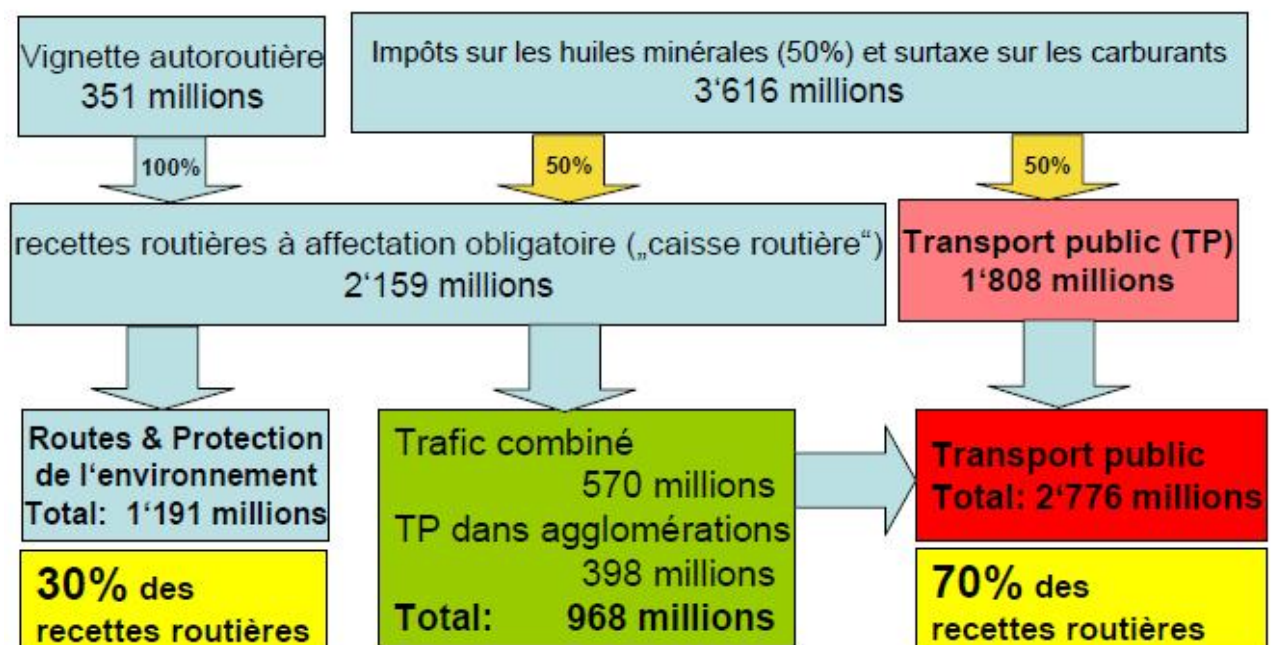 Vignette autoroutière
351 millions
Impôts sur les huiles minérales (50%) et surtaxe sur les carburants
3‘616 millions
100%
50%
50%
recettes routières à affectation obligatoire („caisse routière“)
2‘159 millions
Transport public (TP)
1‘808 millions
Routes & Protection
de l‘environnement
Total: 1‘191 millions
30% des
recettes routières
Trafic combiné
570 millions
TP dans agglomérations
398 millions
Total: 968 millions
Transport public
Total: 2‘776 millions
70% des
recettes routières